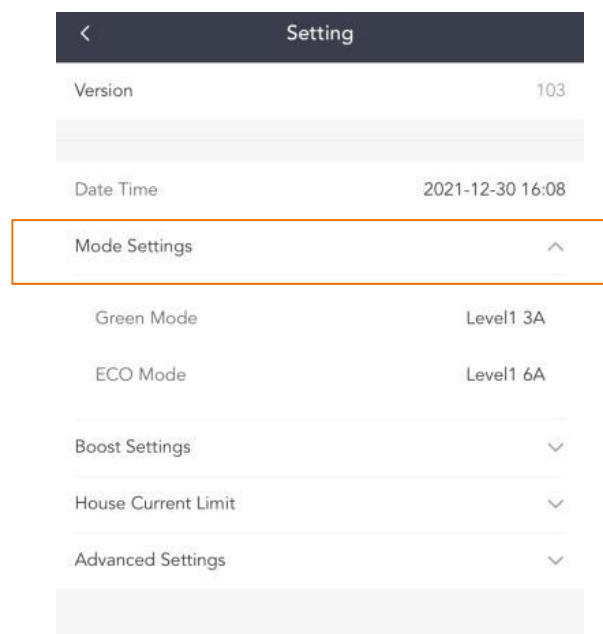 Setting
Version 103
Date Time 2021-12-30 16:08
Mode Settings
Green Mode Level1 3A
ECO Mode Level1 6A
Boost Settings
House Current Limit
Advanced Settings